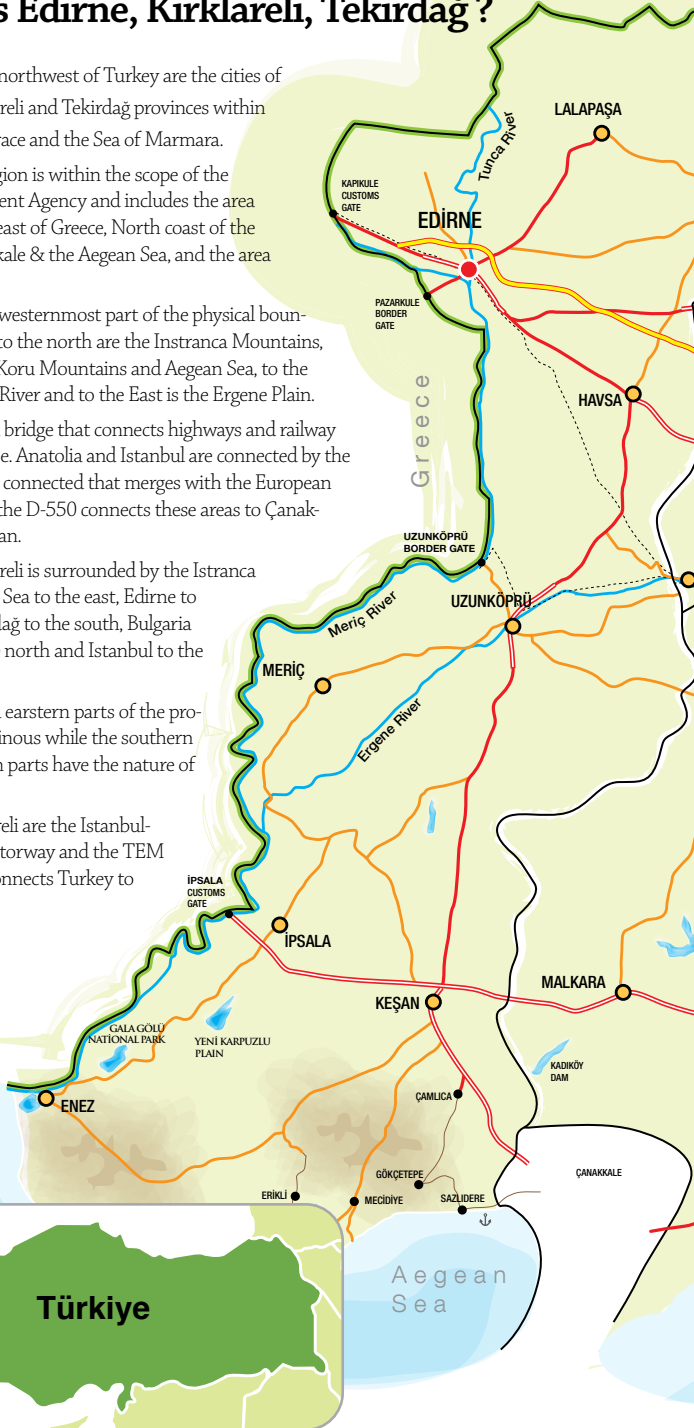 s Edirne, Kırklareli, Tekirdağ ?
northwest of Turkey are the cities of
reli and Tekirdağ provinces within
race and the Sea of Marmara.
gion is within the scope of the
ent Agency and includes the area
east of Greece, North coast of the
kale & the Aegean Sea, and the area
westernmost part of the physical boun-
to the north are the Instranca Mountains,
Koru Mountains and Aegean Sea, to the
River and to the East is the Ergene Plain.
bridge that connects highways and railway
e. Anatolia and Istanbul are connected by the
connected that merges with the European
the D-550 connects these areas to Çanak-
an.
reli is surrounded by the Istranca
Sea to the east, Edirne to
dağ to the south, Bulgaria
north and Istanbul to the
earstern parts of the pro-
inous while the southern
n parts have the nature of
reli are the Istanbul-
torway and the TEM
onnects Turkey to
LALAPAŞA
Tunca River
KAPIKULE
CUSTOMS
GATE
EDİRNE
PAZARKULE
BORDER
GATE
Greece
HAVSA
UZUNKÖPRÜ
BORDER GATE
UZUNKÖPRÜ
Meriç River
MERİÇ
Ergene River
İPSALA
CUSTOMS
GATE
İPSALA
MALKARA
KEŞAN
GALA GÖLÜ
NATİONAL PARK
YENİ KARPUZLU
PLAIN
KADIKÖY
DAM
ENEZ
ÇAMLICA
GÖKÇETEPE
ÇANAKKALE
ERİKLİ
MECİDİYE
SAZLIDERE
Aegean
Sea
Türkiye